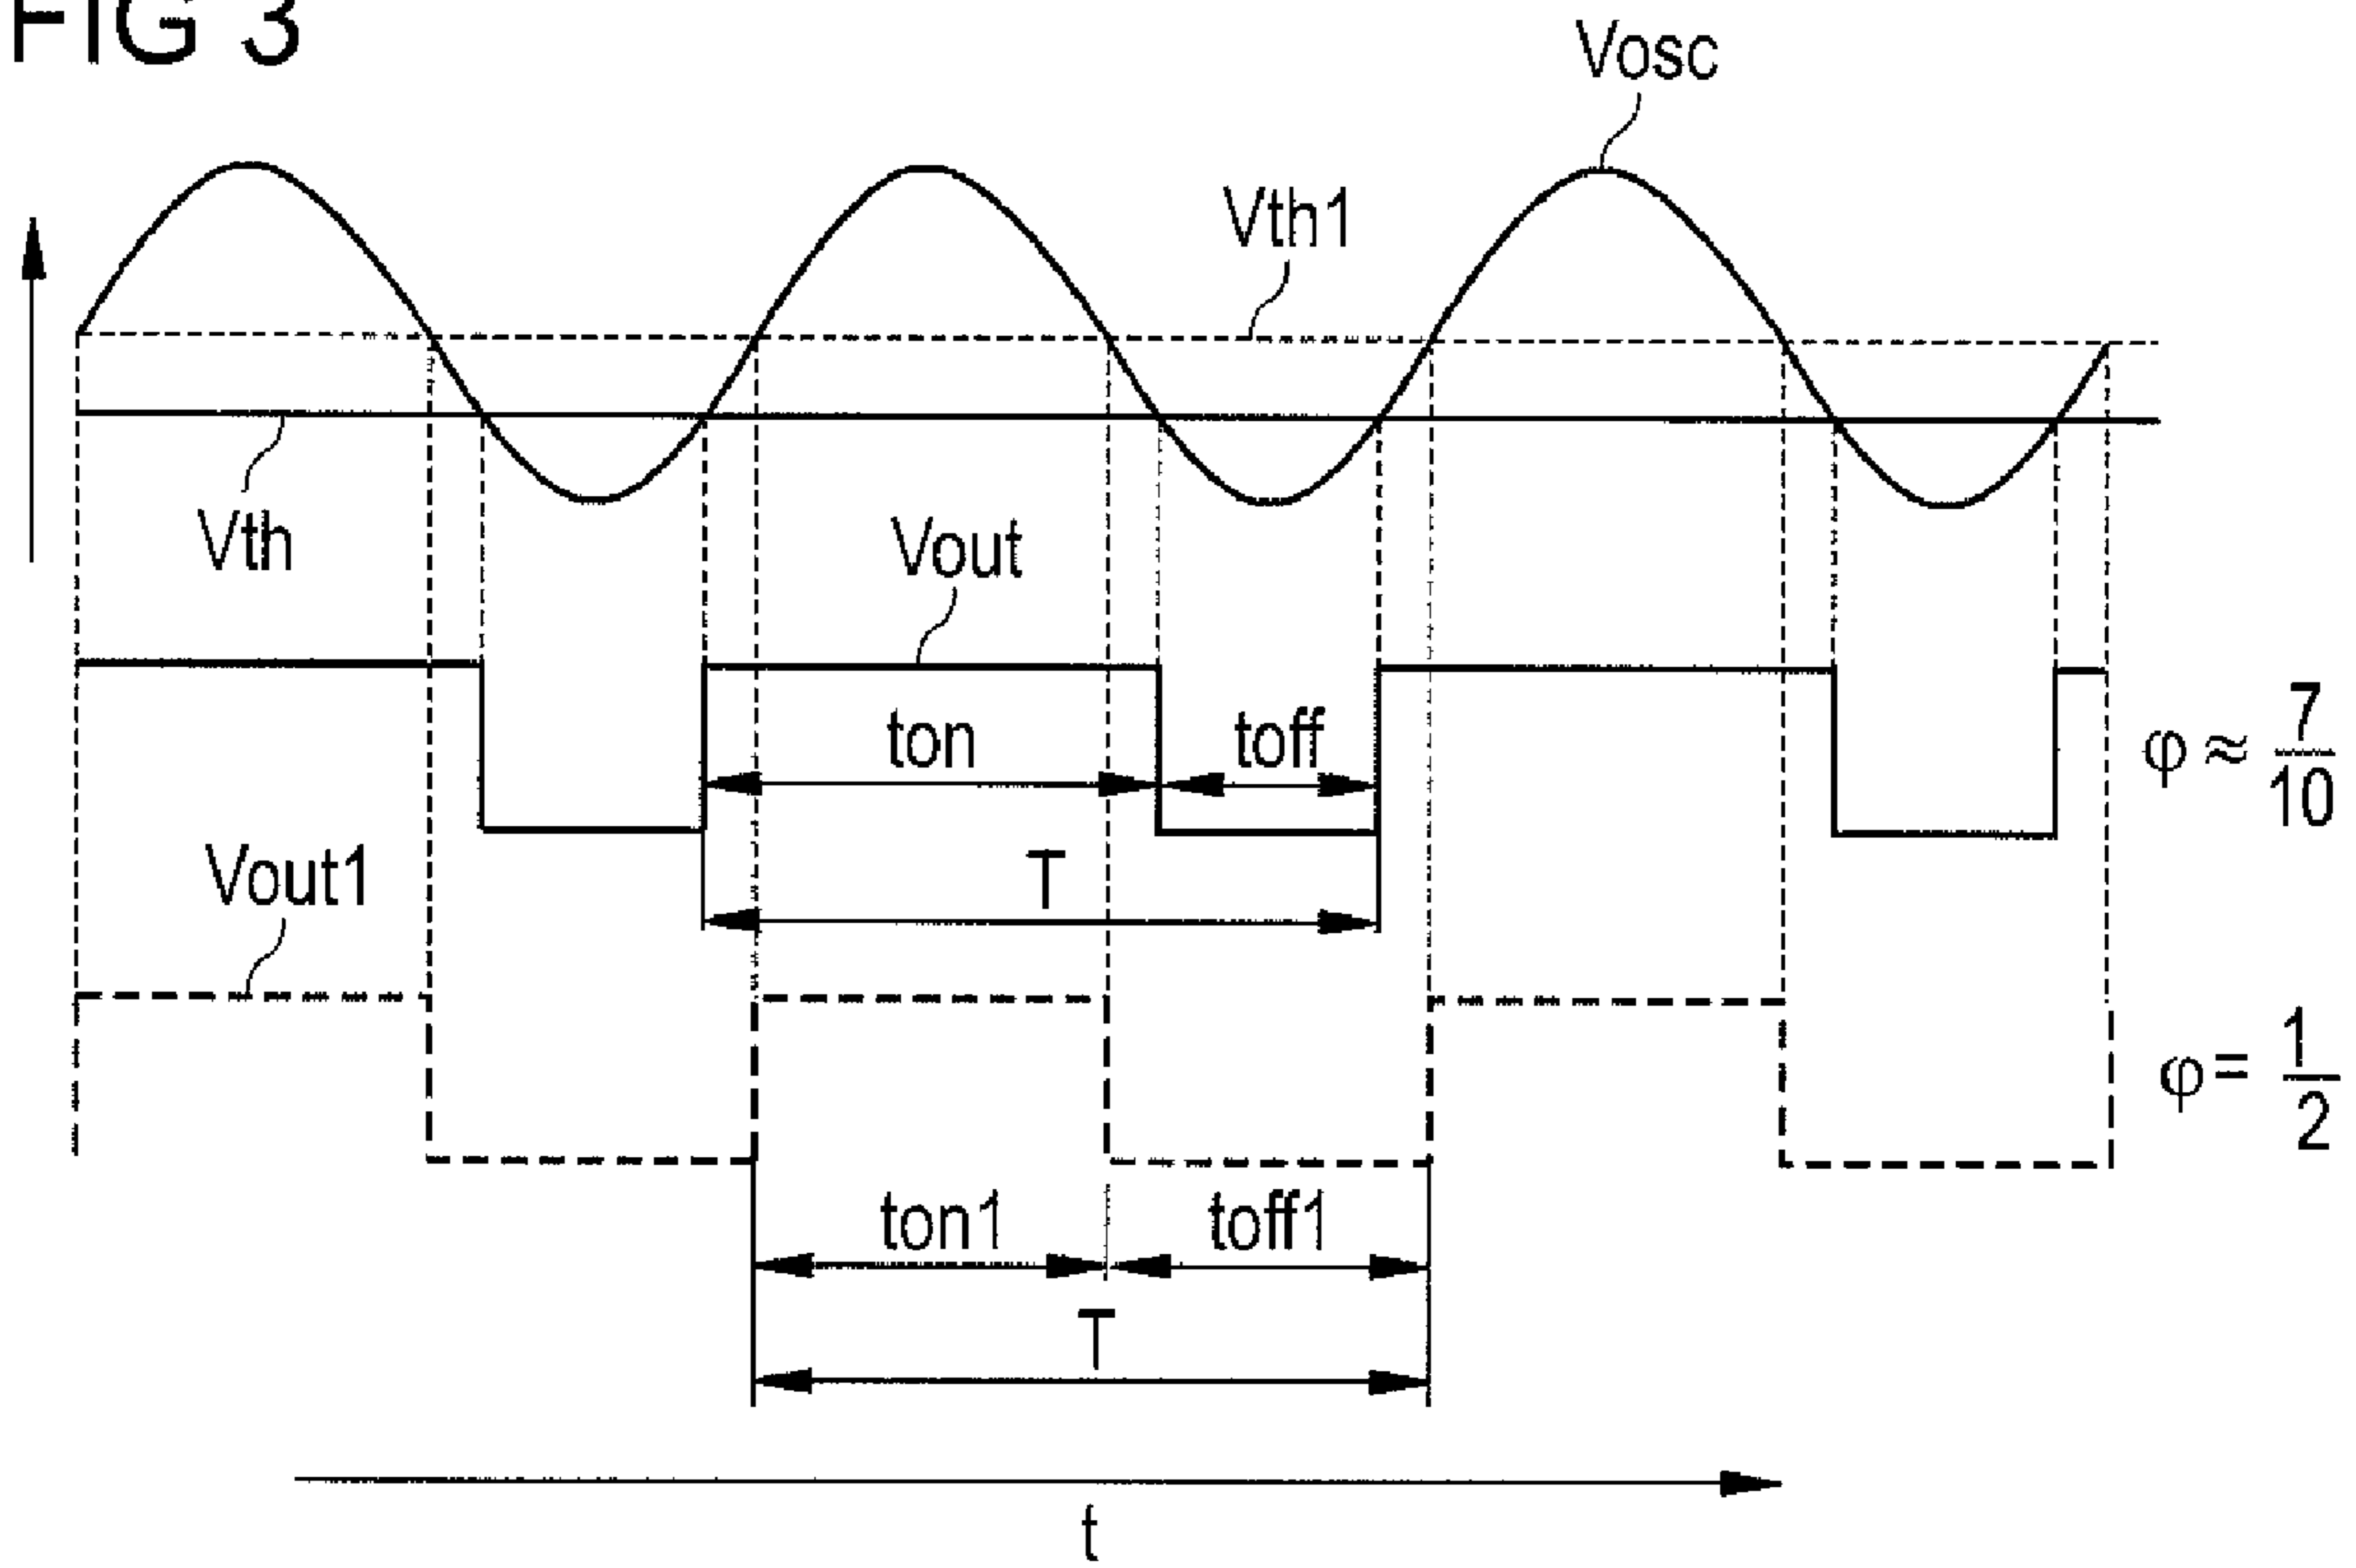 FIG 3
Vosc
Vth1
Vth
Vout
ton
toff
φ ≈ 7/10
T
Vout1
φ = 1/2
ton1
toff1
T
t